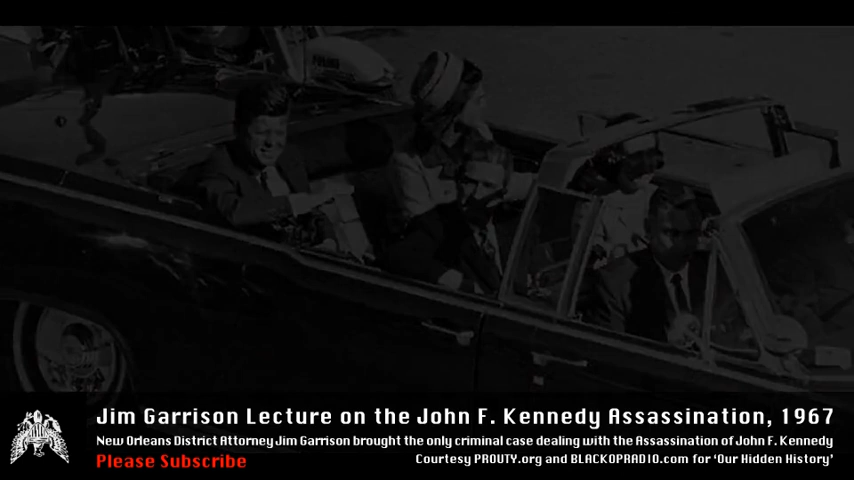 Jim Garrison Lecture on the John F. Kennedy Assassination, 1967
New Orleans District Attorney Jim Garrison brought the only criminal case dealing with the Assassination of John F. Kennedy
Please Subscribe
Courtesy PROUTY.org and BLACKOPRADIO.com for 'Our Hidden History'